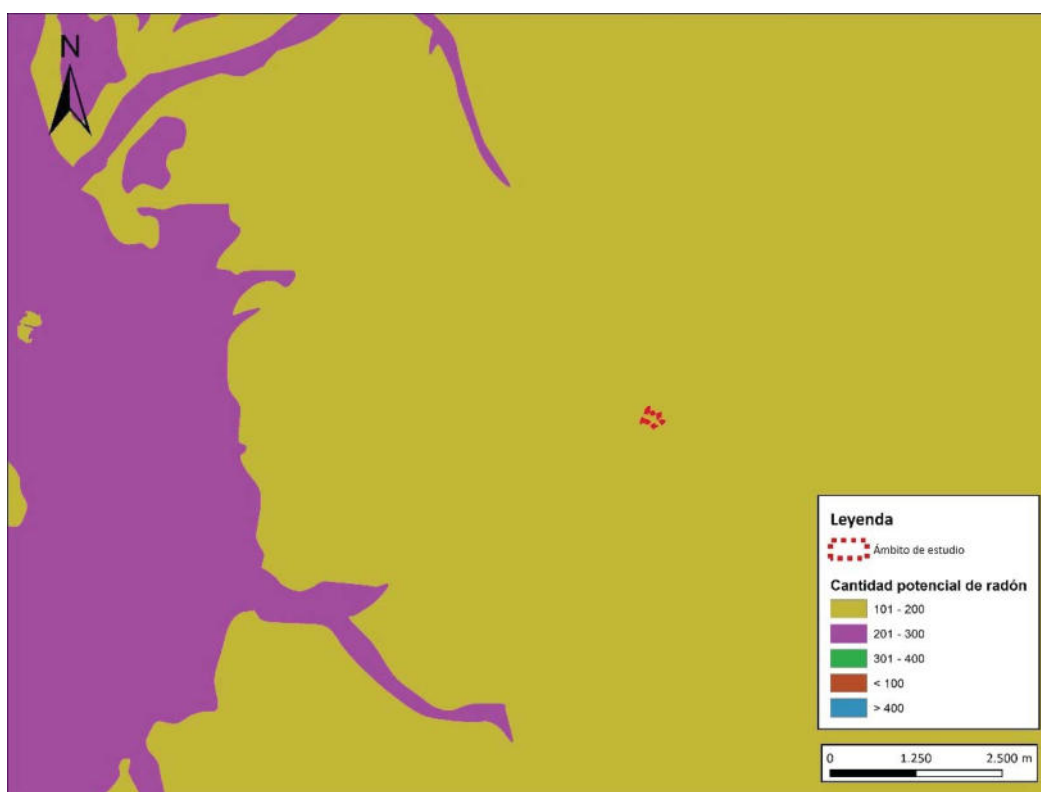 N
Leyenda
Ámbito de estudio
Cantidad potencial de radón
101 - 200
201 - 300
301 - 400
< 100
> 400
0 1.250 2.500 m